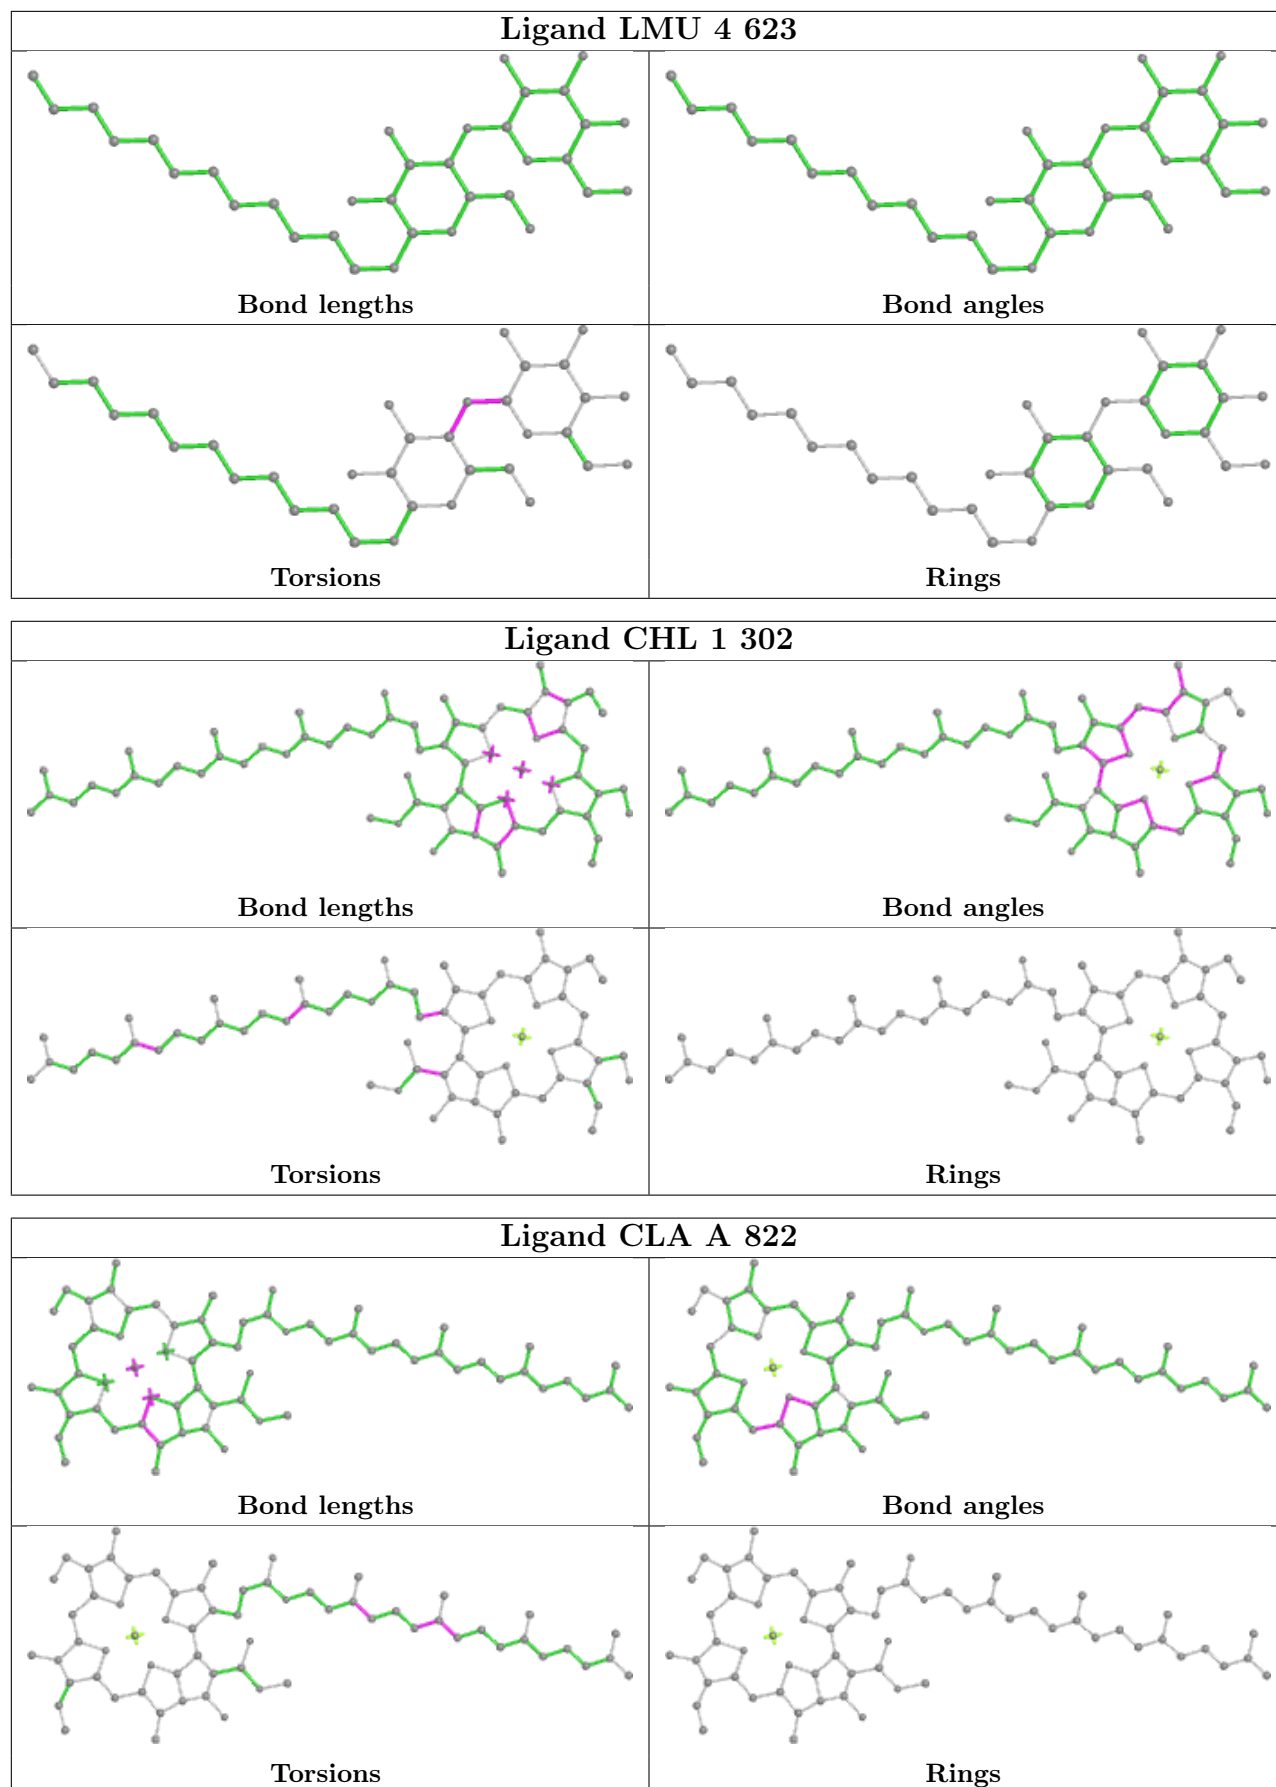 Ligand LMU 4 623
Bond lengths
Bond angles
Torsions
Rings
Ligand CHL 1 302
Bond lengths
Bond angles
Torsions
Rings
Ligand CLA A 822
Bond lengths
Bond angles
Torsions
Rings